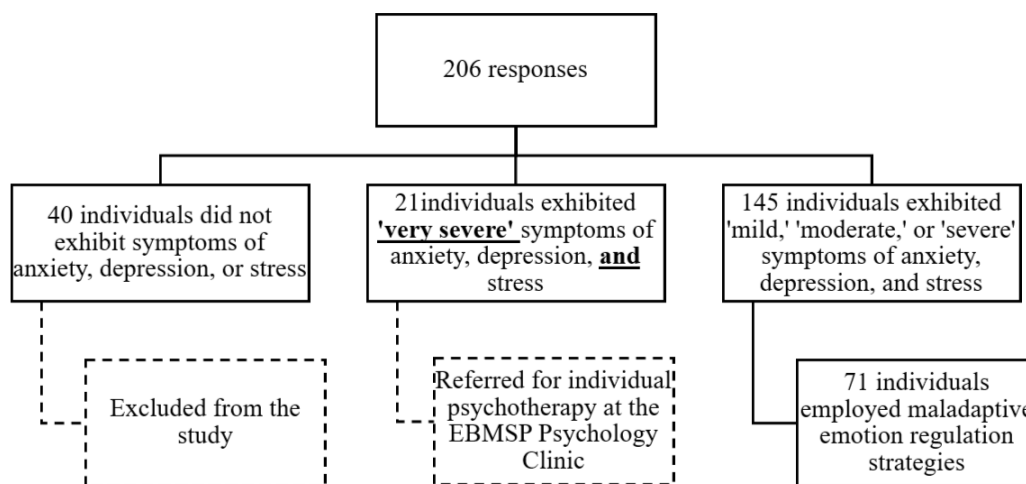 206 responses
40 individuals did not
exhibit symptoms of
anxiety, depression, or stress
21individuals exhibited
'very severe' symptoms of
anxiety, depression, and
stress
145 individuals exhibited
'mild,' 'moderate,' or 'severe'
symptoms of anxiety,
depression, and stress
Excluded from the
study
Referred for individual
psychotherapy at the
EBMSP Psychology
Clinic
71 individuals
employed maladaptive
emotion regulation
strategies